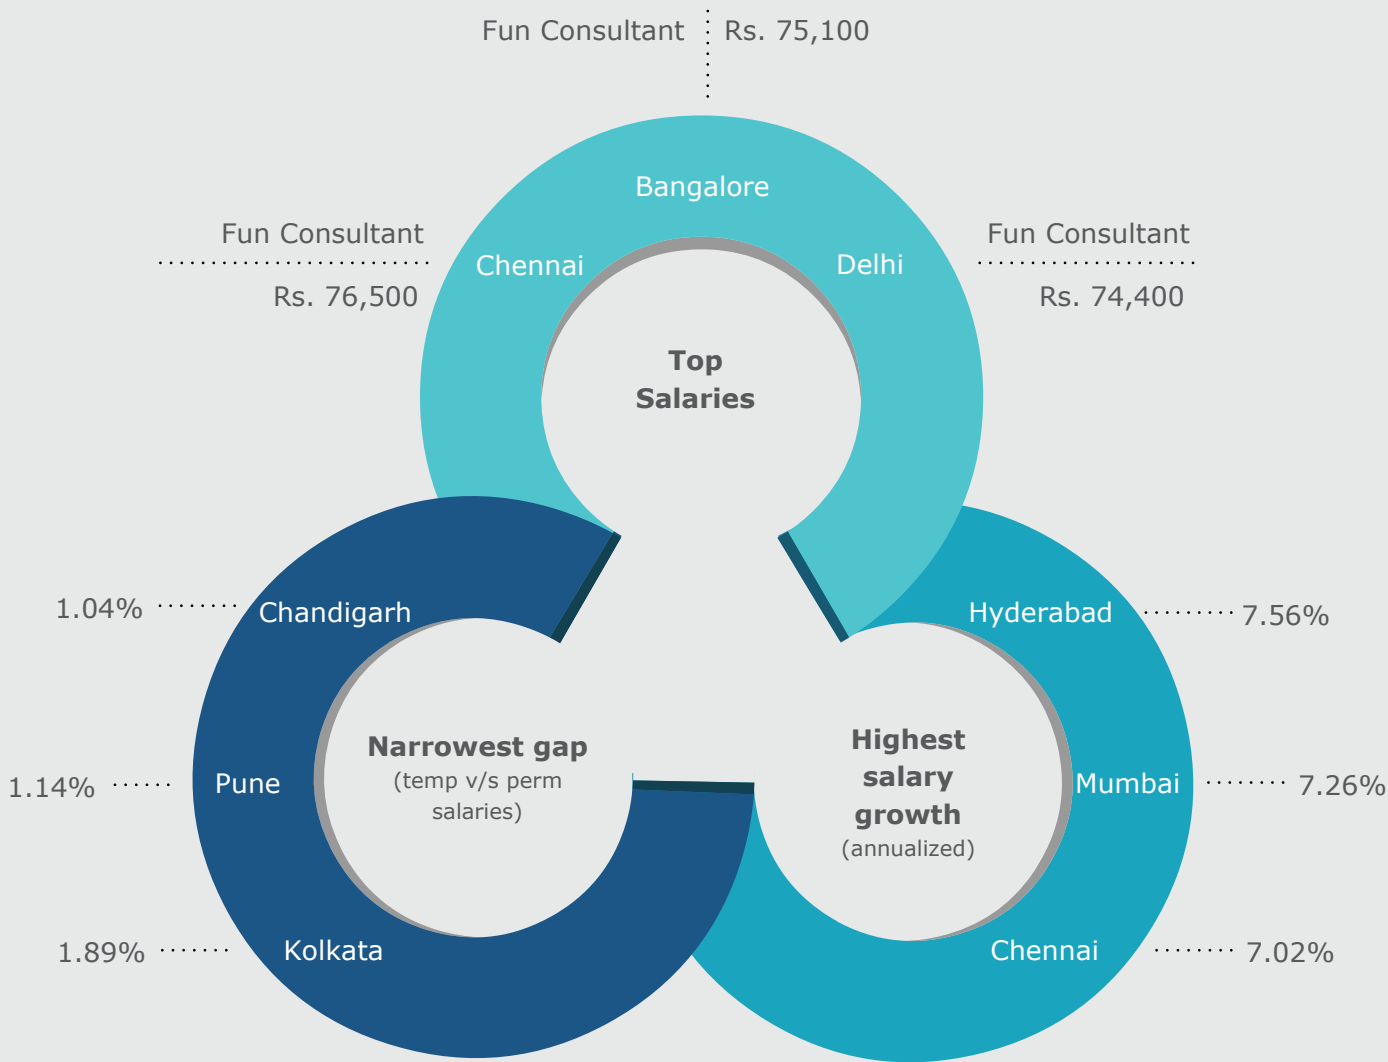 Fun Consultant
Rs. 75,100
Bangalore
Fun Consultant
Rs. 76,500
Chennai
Delhi
Fun Consultant
Rs. 74,400
Top
Salaries
1.04%
Chandigarh
1.14%
Pune
1.89%
Kolkata
Narrowest gap
(temp v/s perm
salaries)
Highest
salary
growth
(annualized)
Hyderabad
7.56%
Mumbai
7.26%
Chennai
7.02%